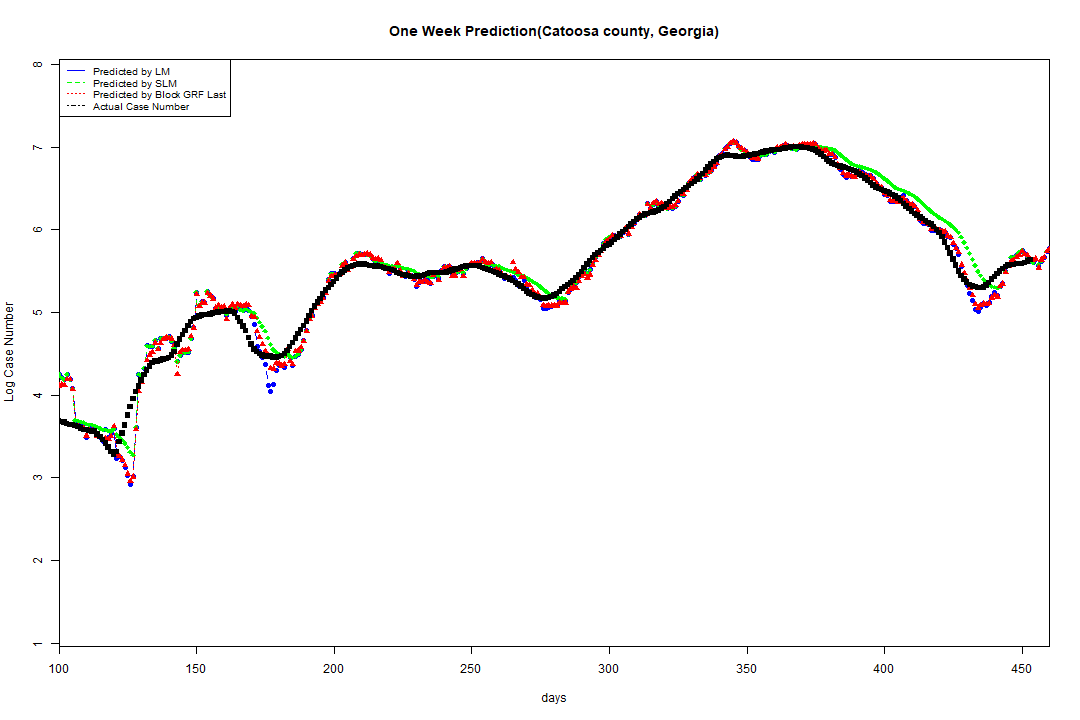 One Week Prediction(Catoosa county, Georgia)
Predicted by LM
Predicted by SLM
Predicted by Block GRF Last
Actual Case Number
Log Case Number
8
7
6
5
4
3
2
1
100 150 200 250 300 350 400 450
days